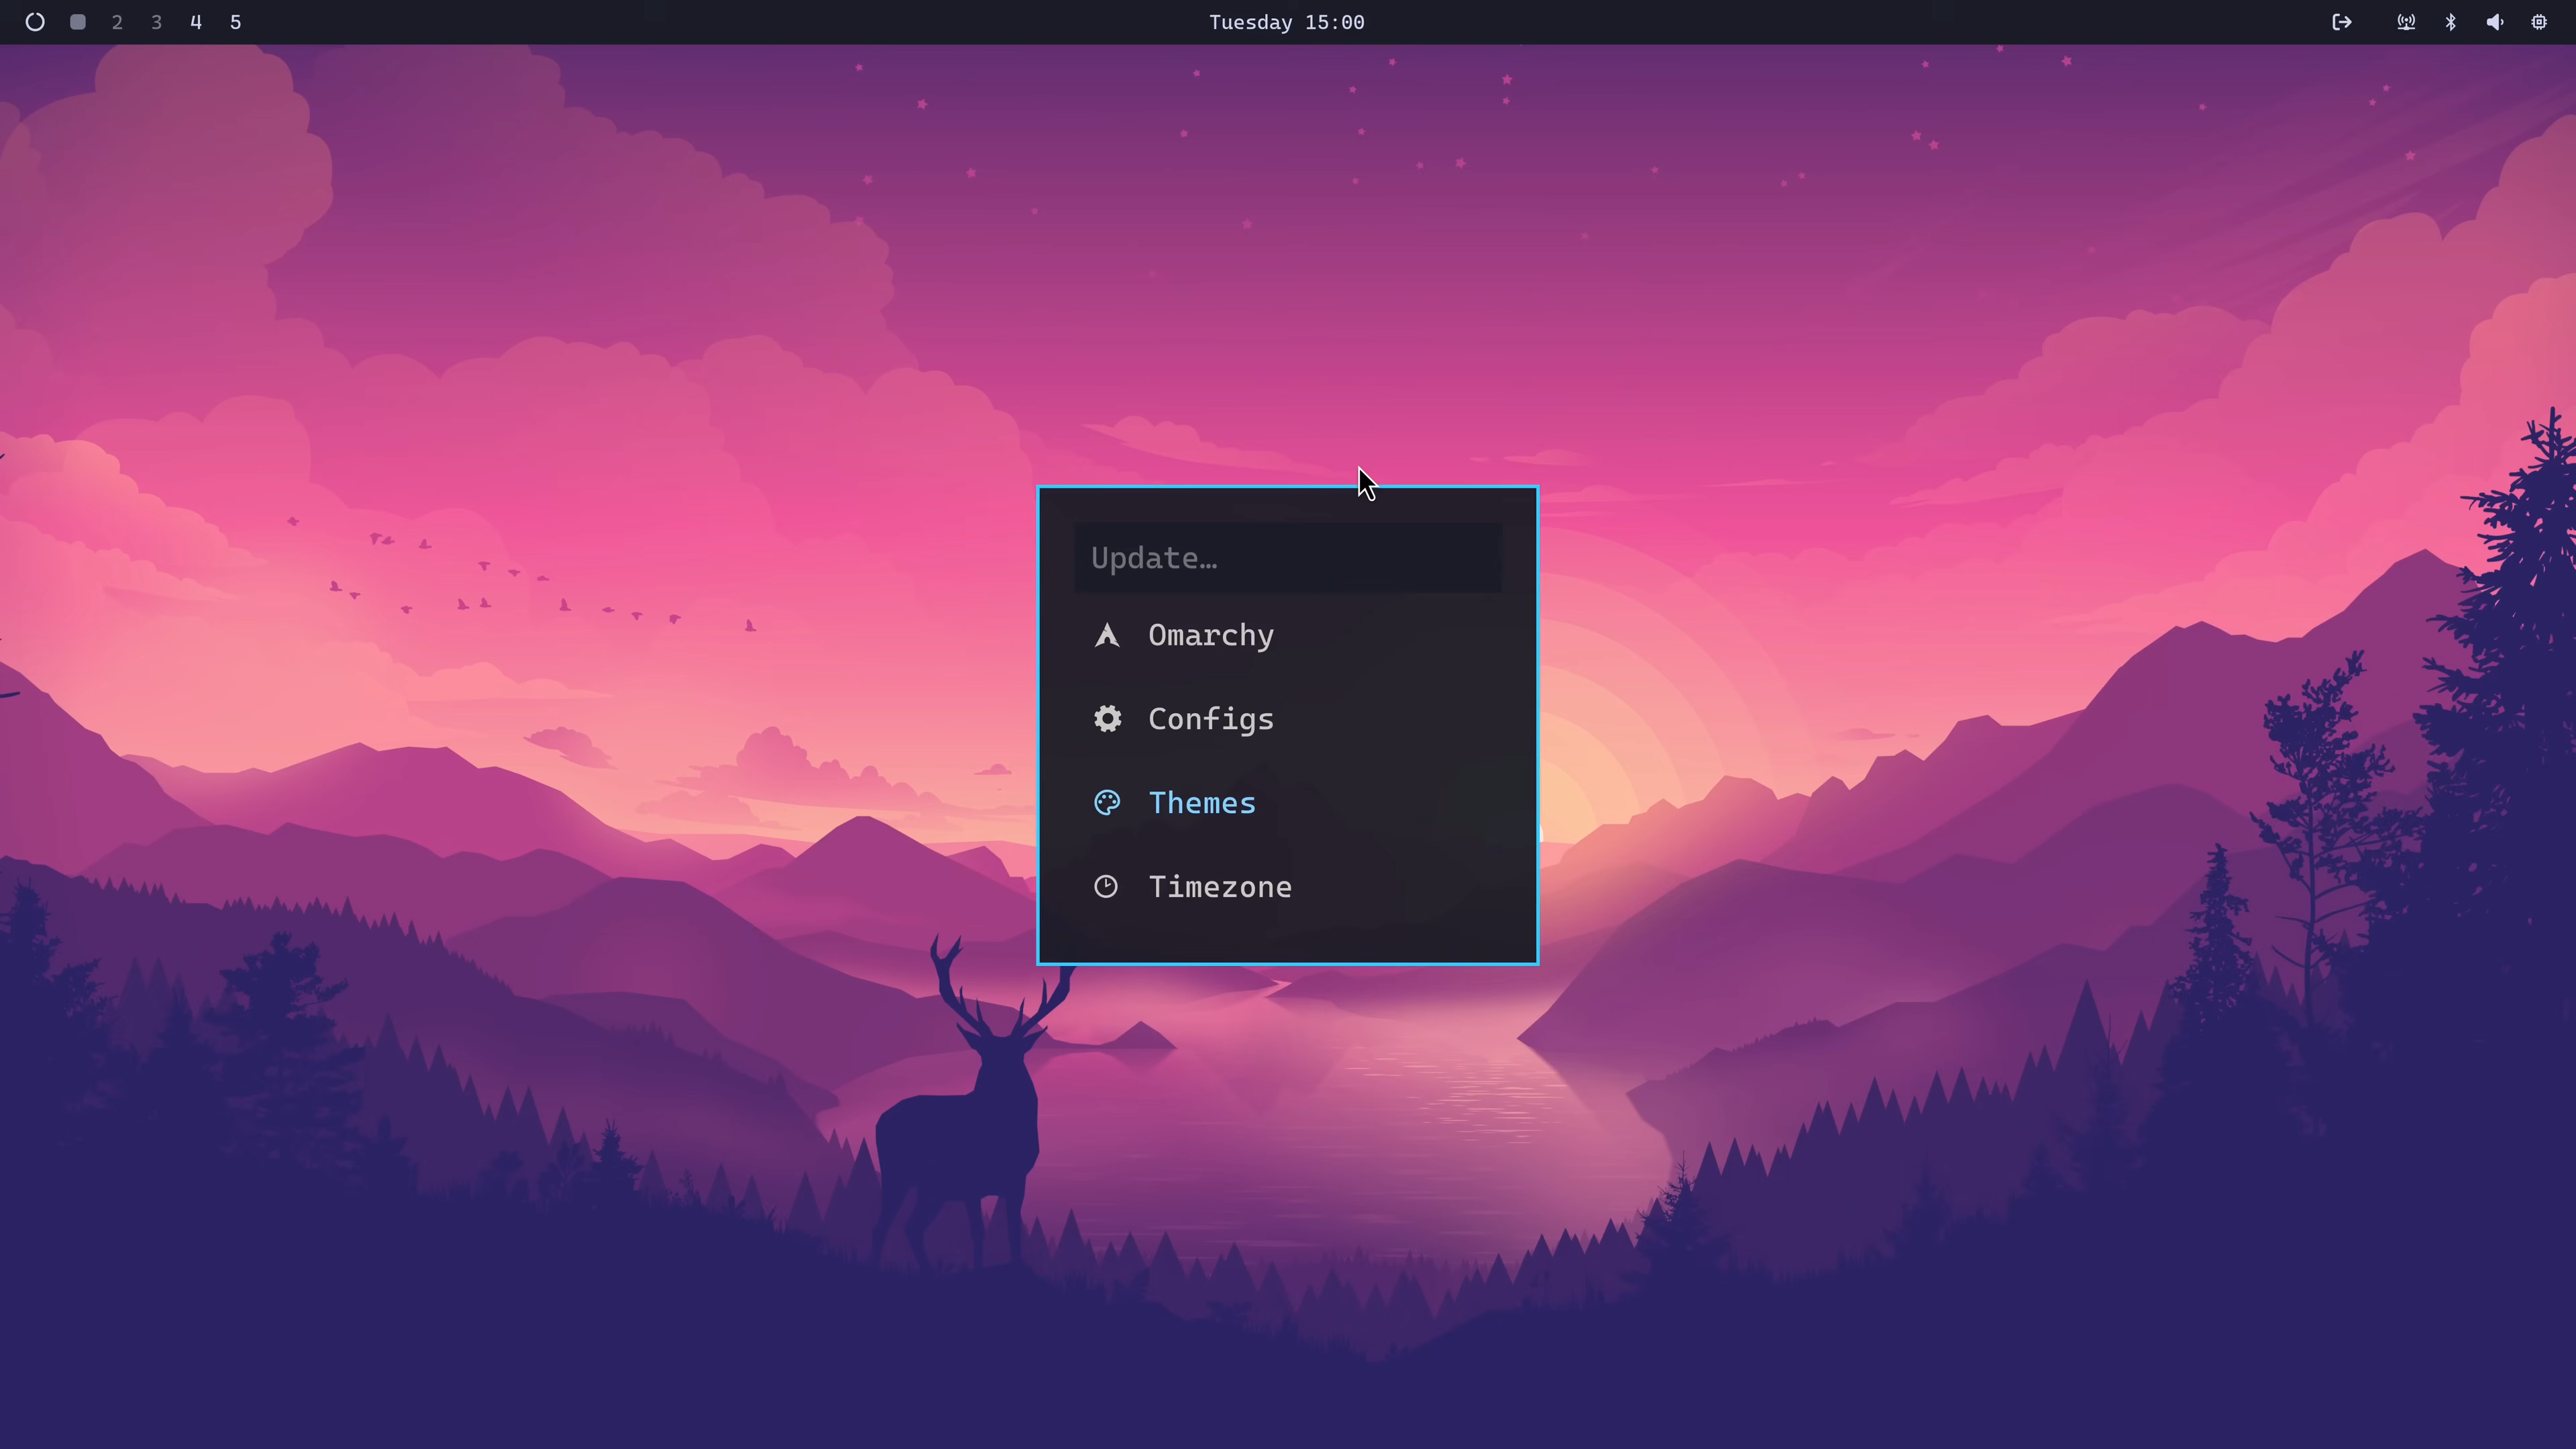 2 3 4 5
Tuesday 15:00
Update…
Omarchy
Configs
Themes
Timezone